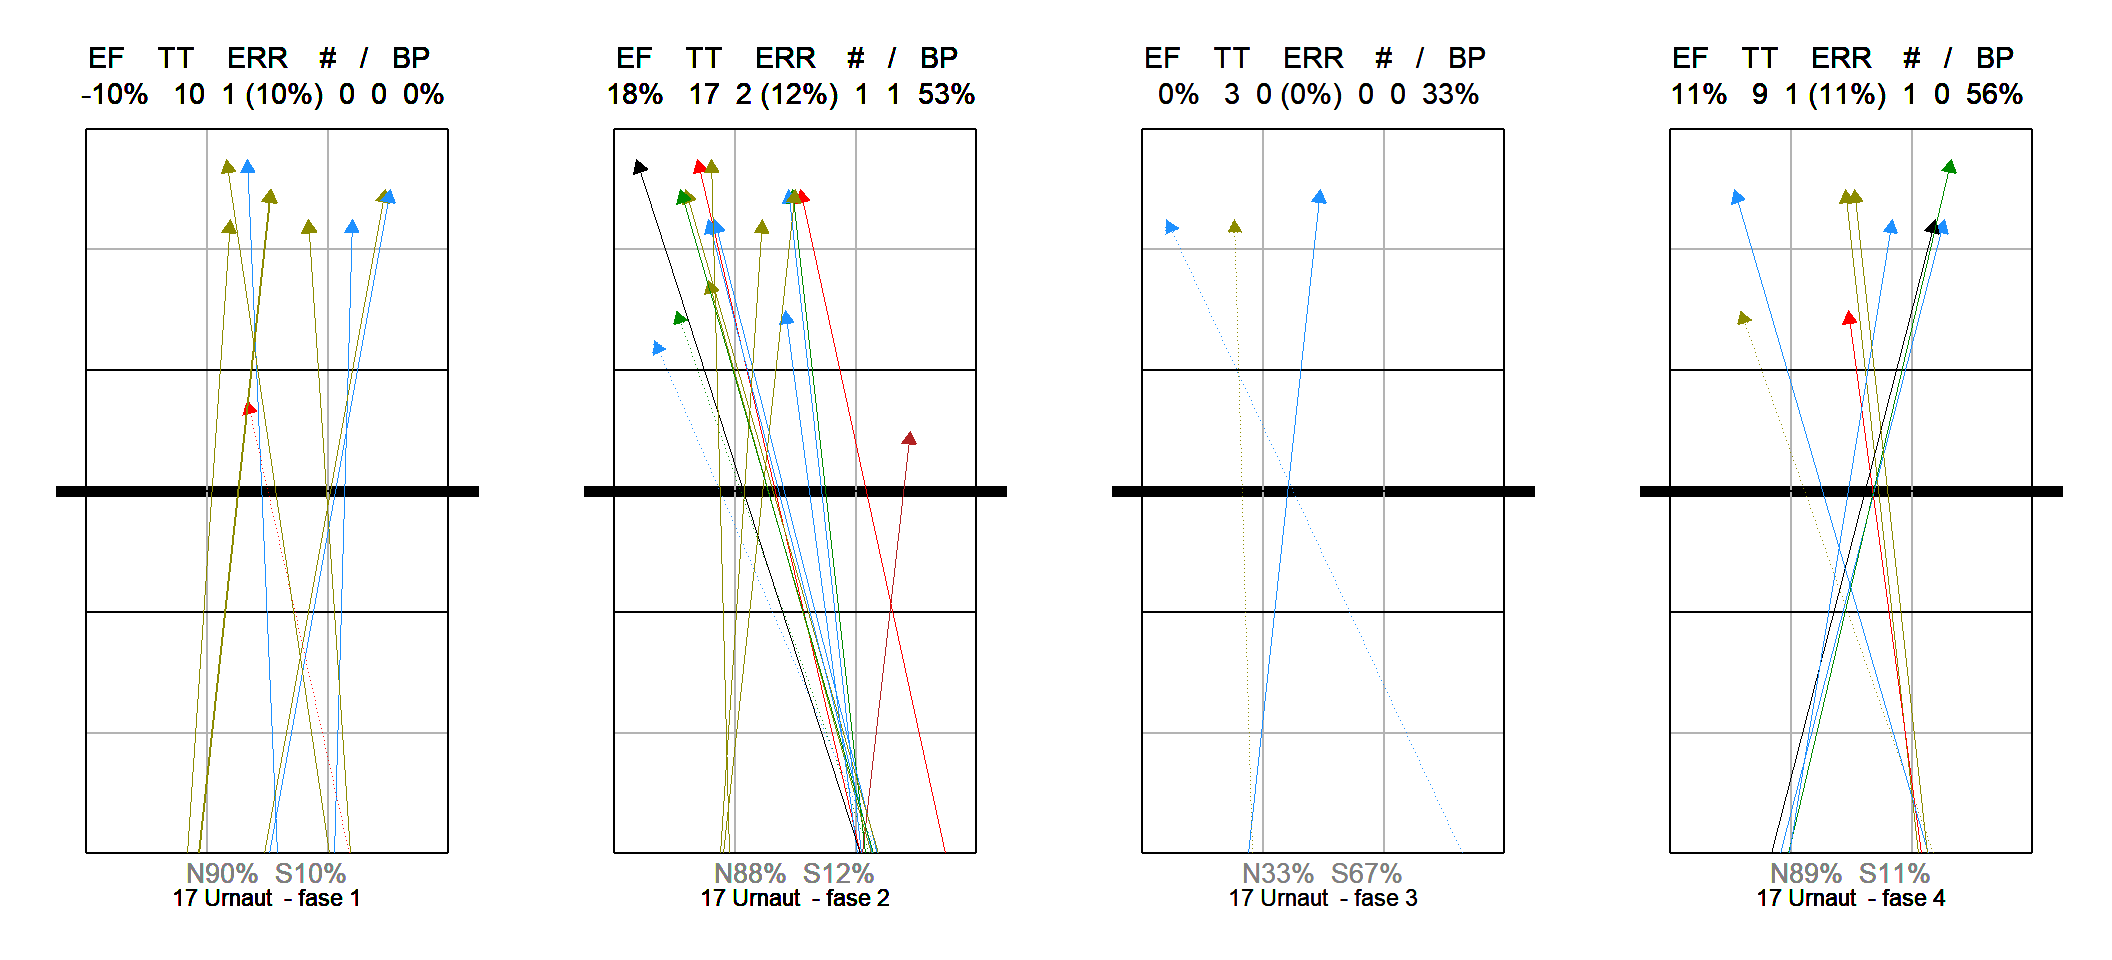 EF TT ERR # / BP
-10% 10 1 (10%) 0 0 0%
N90% S10%
17 Urnaut - fase 1
EF TT ERR # / BP
18% 17 2 (12%) 1 1 53%
N88% S12%
17 Urnaut - fase 2
EF TT ERR # / BP
0% 3 0 (0%) 0 0 33%
N33% S67%
17 Urnaut - fase 3
EF TT ERR # / BP
11% 9 1 (11%) 1 0 56%
N89% S11%
17 Urnaut - fase 4